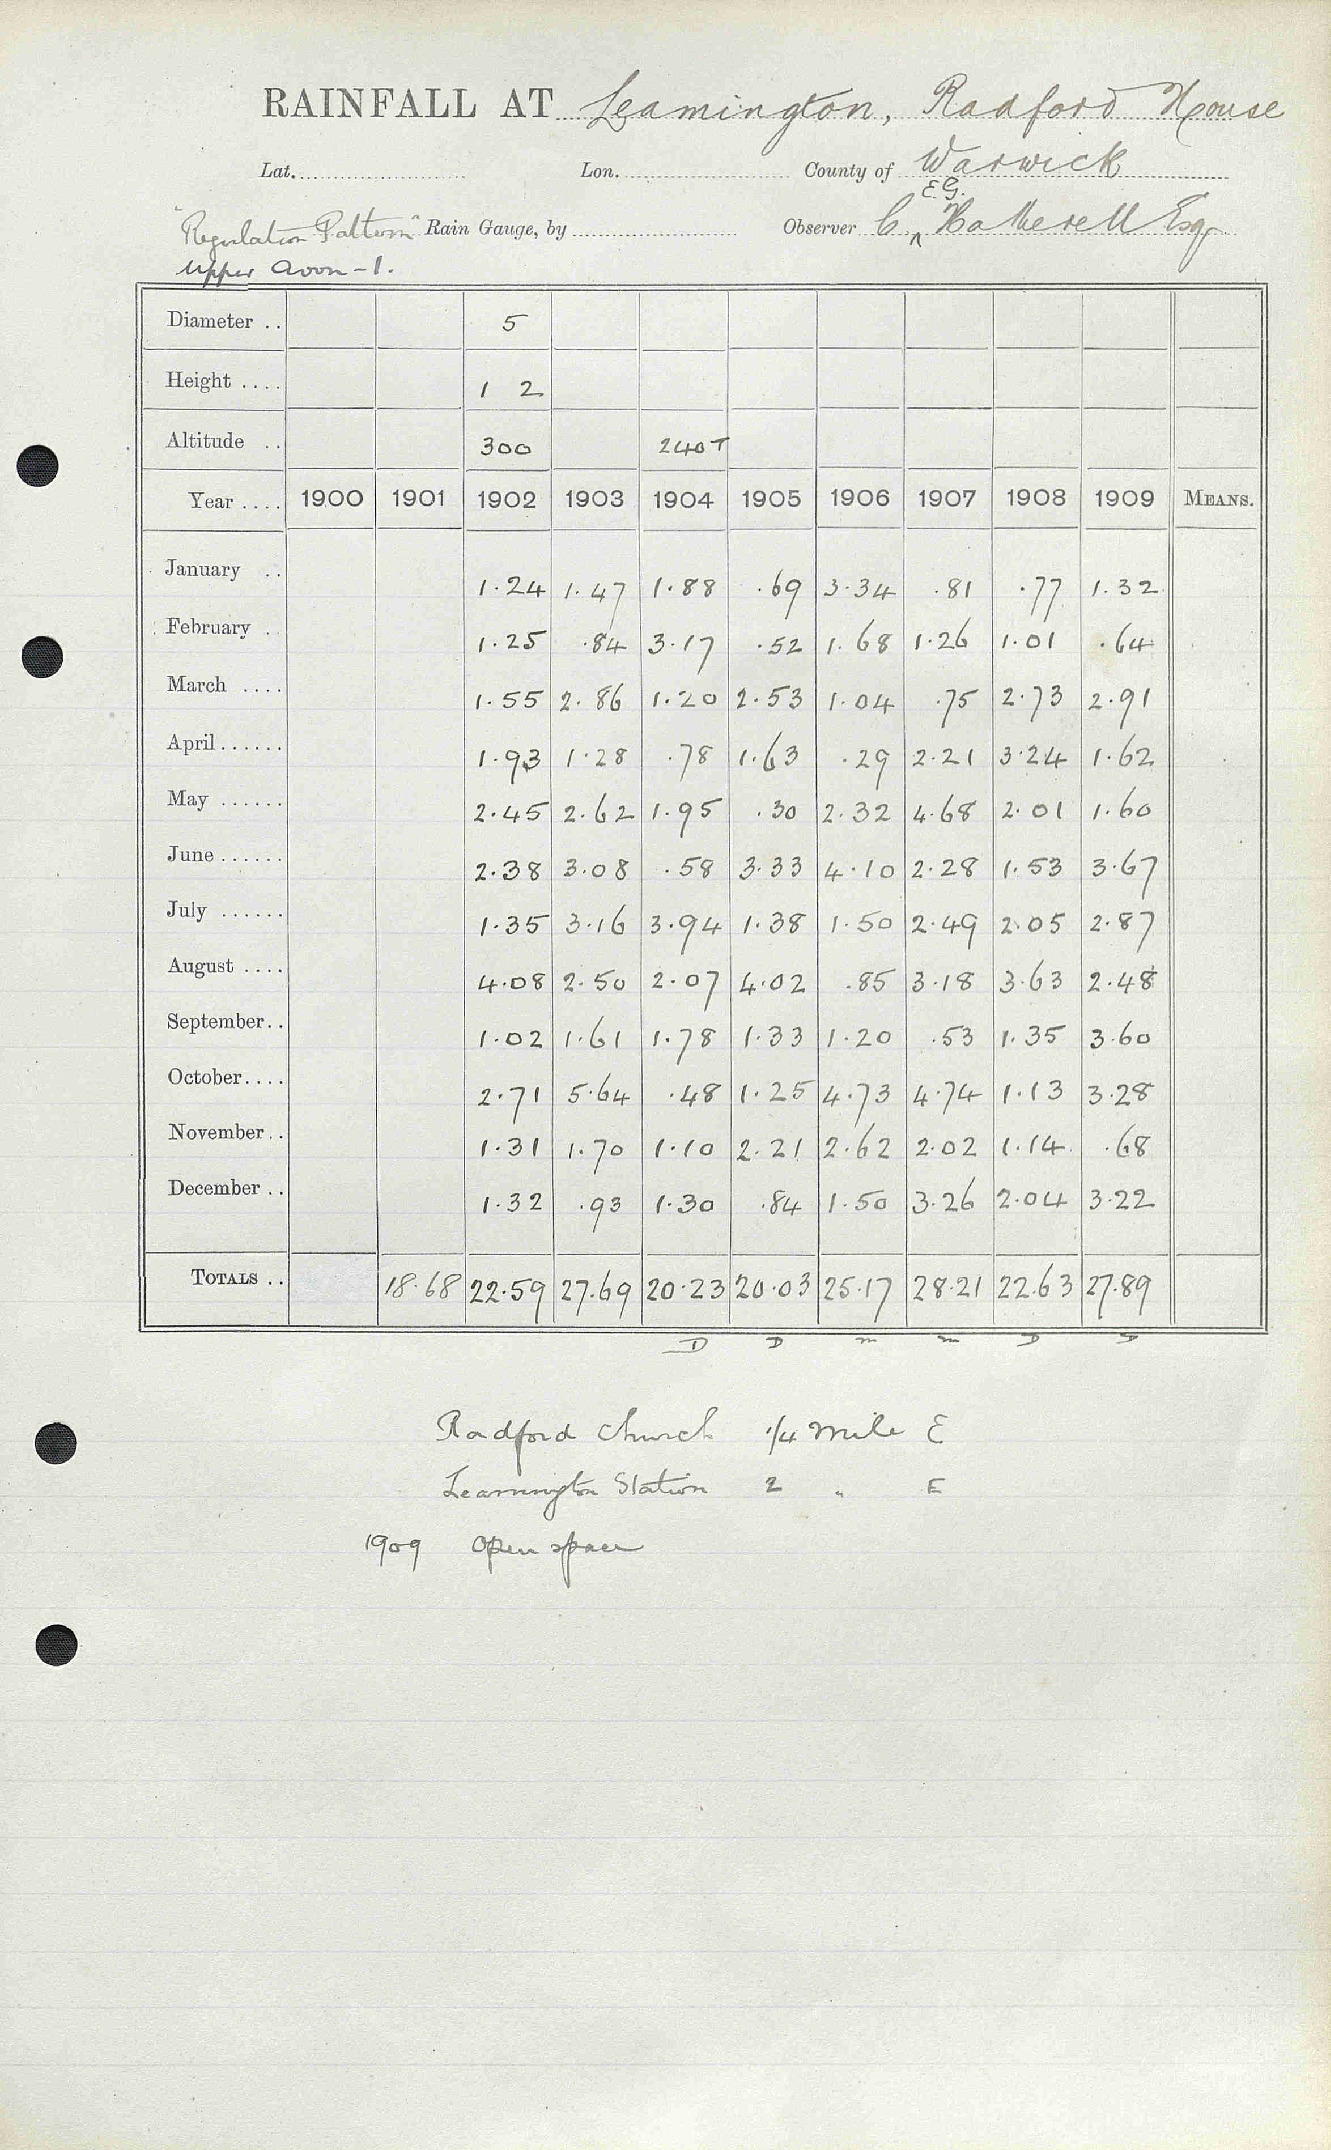 RAINFALL AT Leamington, Radford House
Lat. Lon. County of Warwick
"Regulation Pattern" Rain Gauge, by Observer C. E.G. Hatherell Esq
Upper Avon - 1.
Diameter .. 5
Height .... 1 2
Altitude .. 300 240 T
Year .... 1900 1901 1902 1903 1904 1905 1906 1907 1908 1909 MEANS.
January .. 1.24 1.47 1.88 .69 3.34 .81 .77 1.32
February .. 1.25 .84 3.17 .52 1.68 1.26 1.01 .64
March .... 1.55 2.86 1.20 2.53 1.04 .75 2.73 2.91
April...... 1.93 1.28 .78 1.63 .29 2.21 3.24 1.62
May ...... 2.45 2.62 1.95 .30 2.32 4.68 2.01 1.60
June...... 2.38 3.08 .58 3.33 4.10 2.28 1.53 3.67
July ...... 1.35 3.16 3.94 1.38 1.50 2.49 2.05 2.87
August .... 4.08 2.50 2.07 4.02 .85 3.18 3.63 2.48
September.. 1.02 1.61 1.78 1.33 1.20 .53 1.35 3.60
October.... 2.71 5.64 .48 1.25 4.73 4.74 1.13 3.28
November.. 1.31 1.70 1.10 2.21 2.62 2.02 1.14 .68
December .. 1.32 .93 1.30 .84 1.50 3.26 2.04 3.22
TOTALS .. 18.68 22.59 27.69 20.23 20.03 25.17 28.21 22.63 27.89
D D m m D D
Radford Church 1/4 mile E
Leamington Station 2 " E
1909 Open space